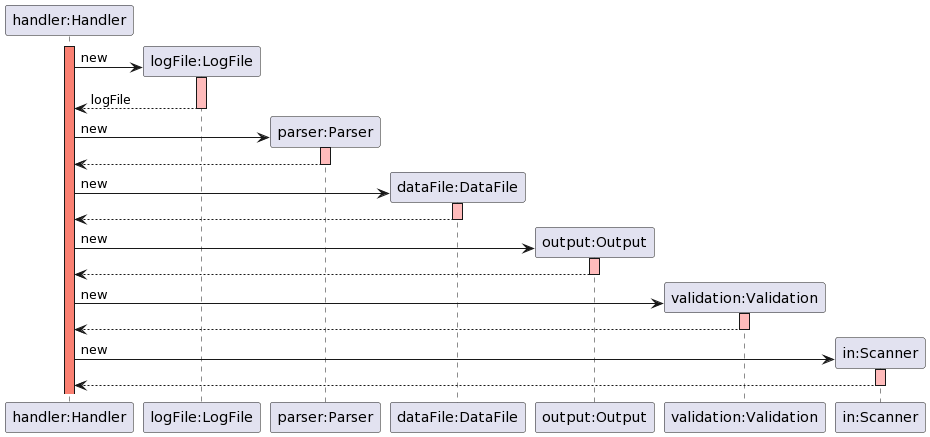 handler:Handler
new
logFile:LogFile
logFile
new
parser:Parser
new
dataFile:DataFile
new
output:Output
new
validation:Validation
new
in:Scanner
handler:Handler
logFile:LogFile
parser:Parser
dataFile:DataFile
output:Output
validation:Validation
in:Scanner